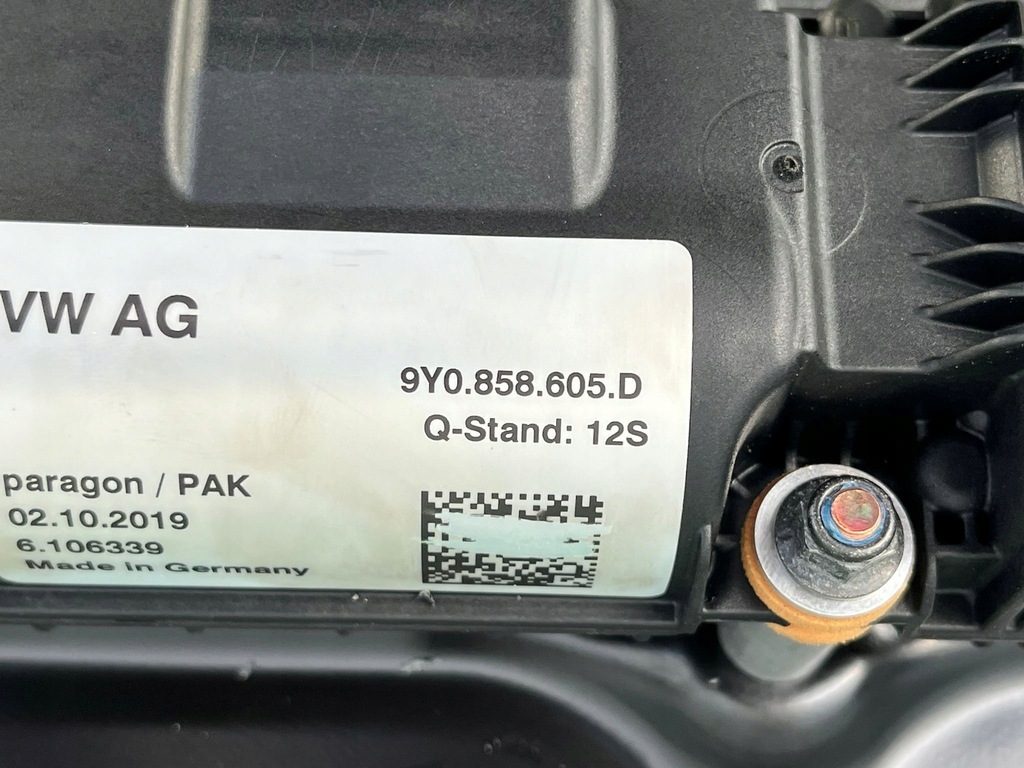 VW AG
9Y0.858.605.D
Q-Stand: 12S
paragon / PAK
02.10.2019
6.106339
Made in Germany